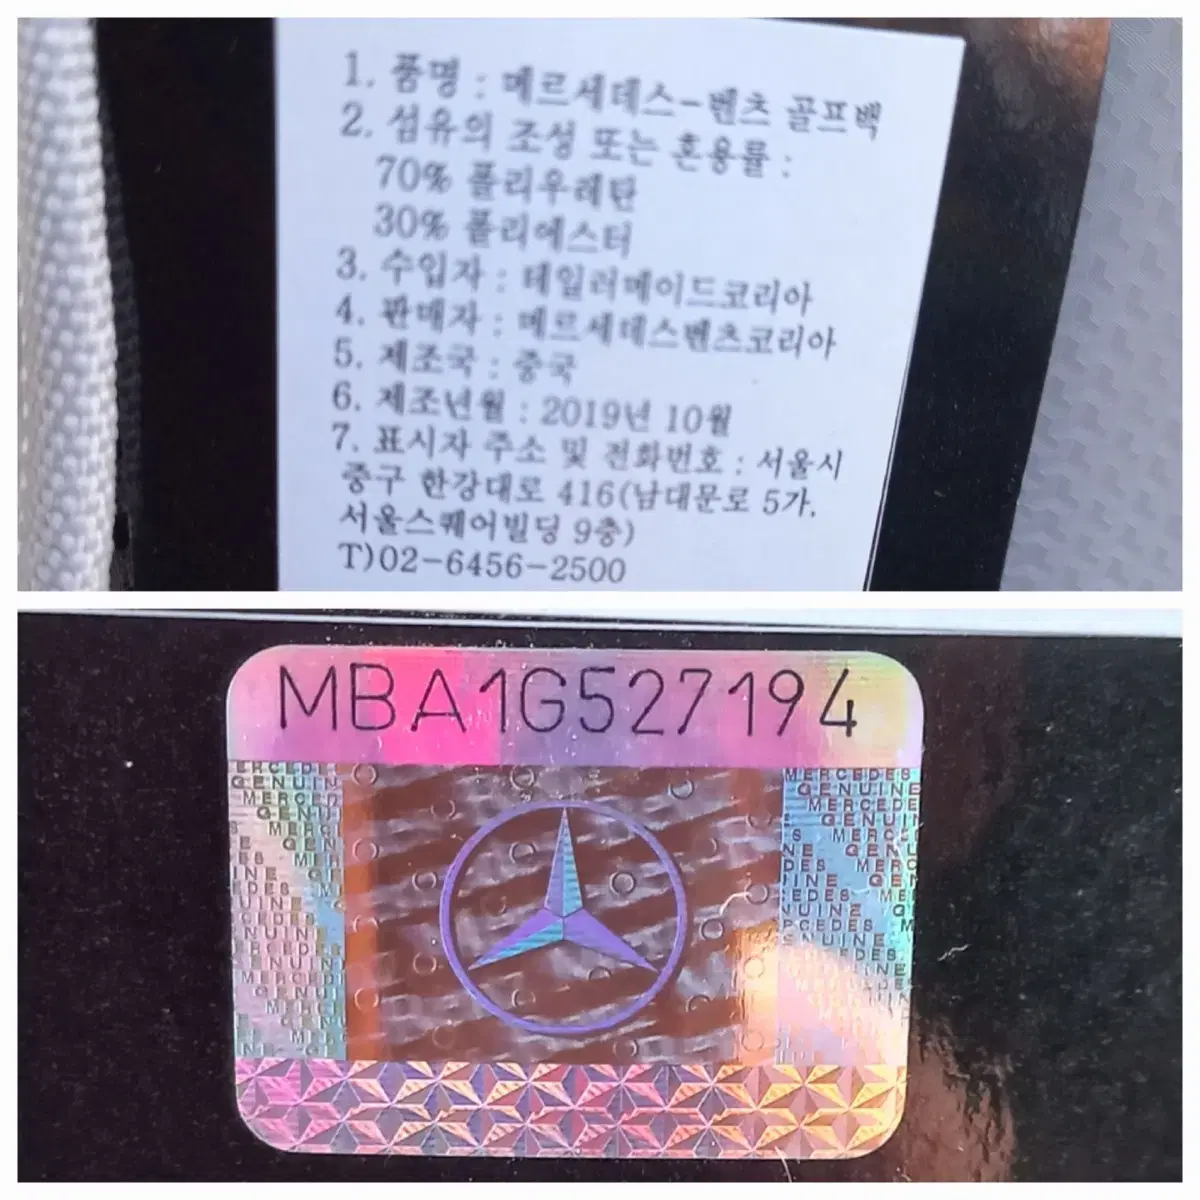 1. 품명 : 메르세데스-벤츠 골프백
2. 섬유의 조성 또는 혼용률 :
70% 폴리우레탄
30% 폴리에스터
3. 수입자 : 테일러메이드코리아
4. 판매자 : 메르세데스벤츠코리아
5. 제조국 : 중국
6. 제조년월 : 2019년 10월
7. 표시자 주소 및 전화번호 : 서울시
중구 한강대로 416(남대문로 5가,
서울스퀘어빌딩 9층)
T)02-6456-2500
MBA1G527194
MERCEDES
GENUINE